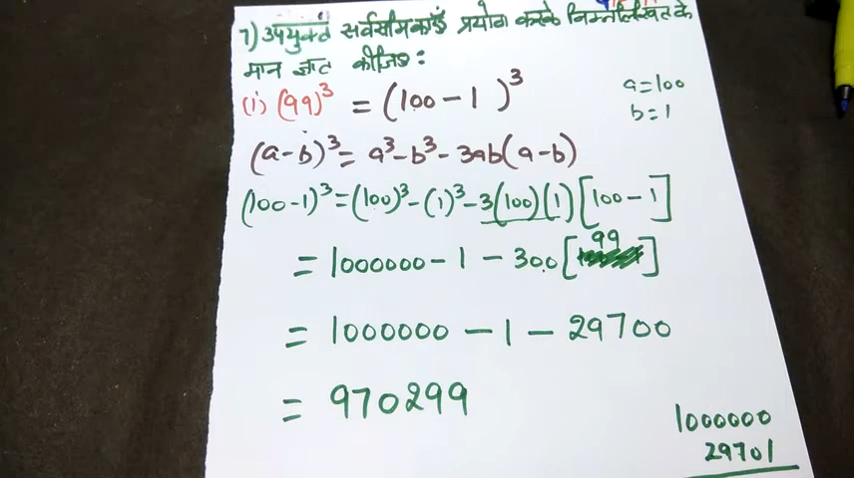 7) उपयुक्त सर्वसमिकाएँ प्रयोग करके निम्नलिखित के
मान ज्ञात कीजिए :
(i) (99)³ = (100 - 1)³
a=100
b=1
(a-b)³ = a³-b³-3ab(a-b)
(100-1)³ = (100)³-(1)³-3(100)(1)[100-1]
= 1000000 - 1 - 300[99]
= 1000000 - 1 - 29700
= 970299
1000000
29701